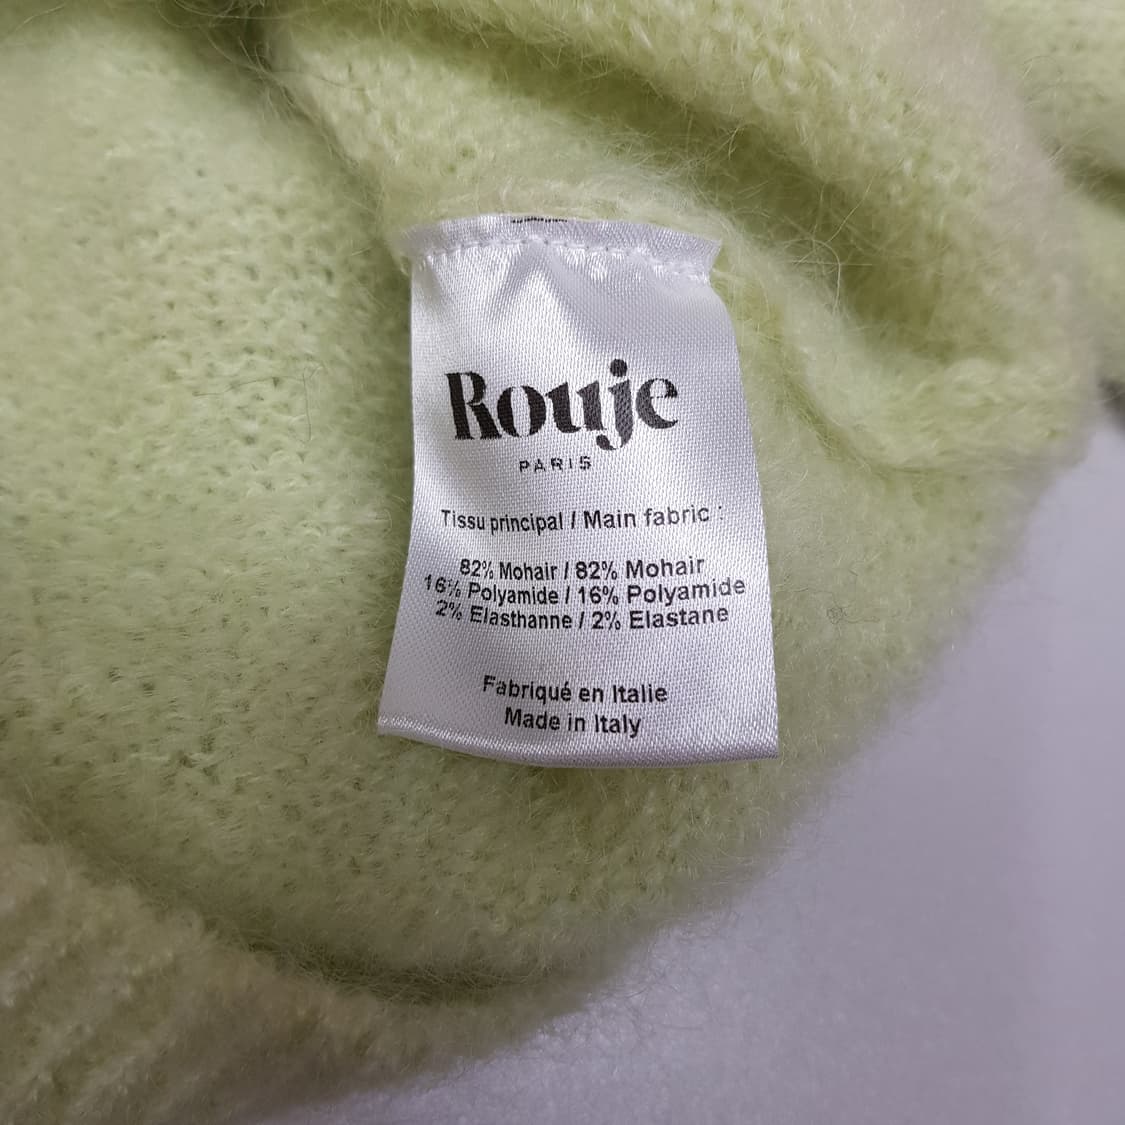 Rouje
PARIS
Tissu principal / Main fabric :
82% Mohair / 82% Mohair
16% Polyamide / 16% Polyamide
2% Elasthanne / 2% Elastane
Fabriqué en Italie
Made in Italy